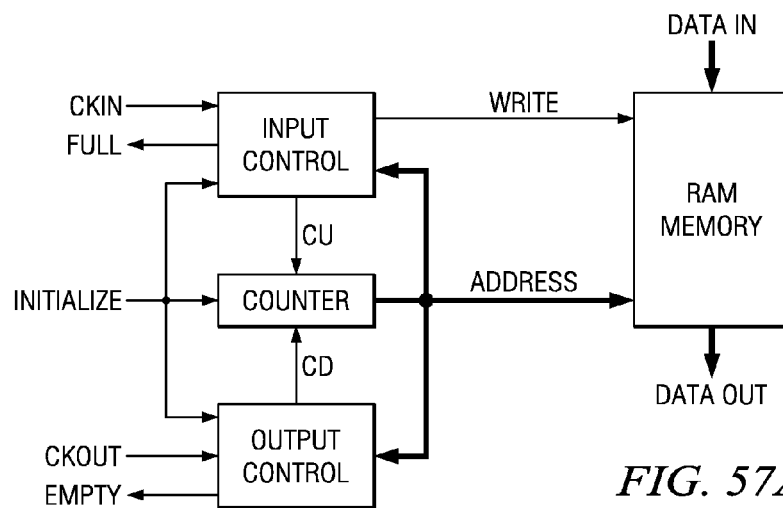 DATA IN
CKIN
FULL
INPUT
CONTROL
WRITE
RAM
MEMORY
CU
INITIALIZE
COUNTER
ADDRESS
CD
DATA OUT
CKOUT
EMPTY
OUTPUT
CONTROL